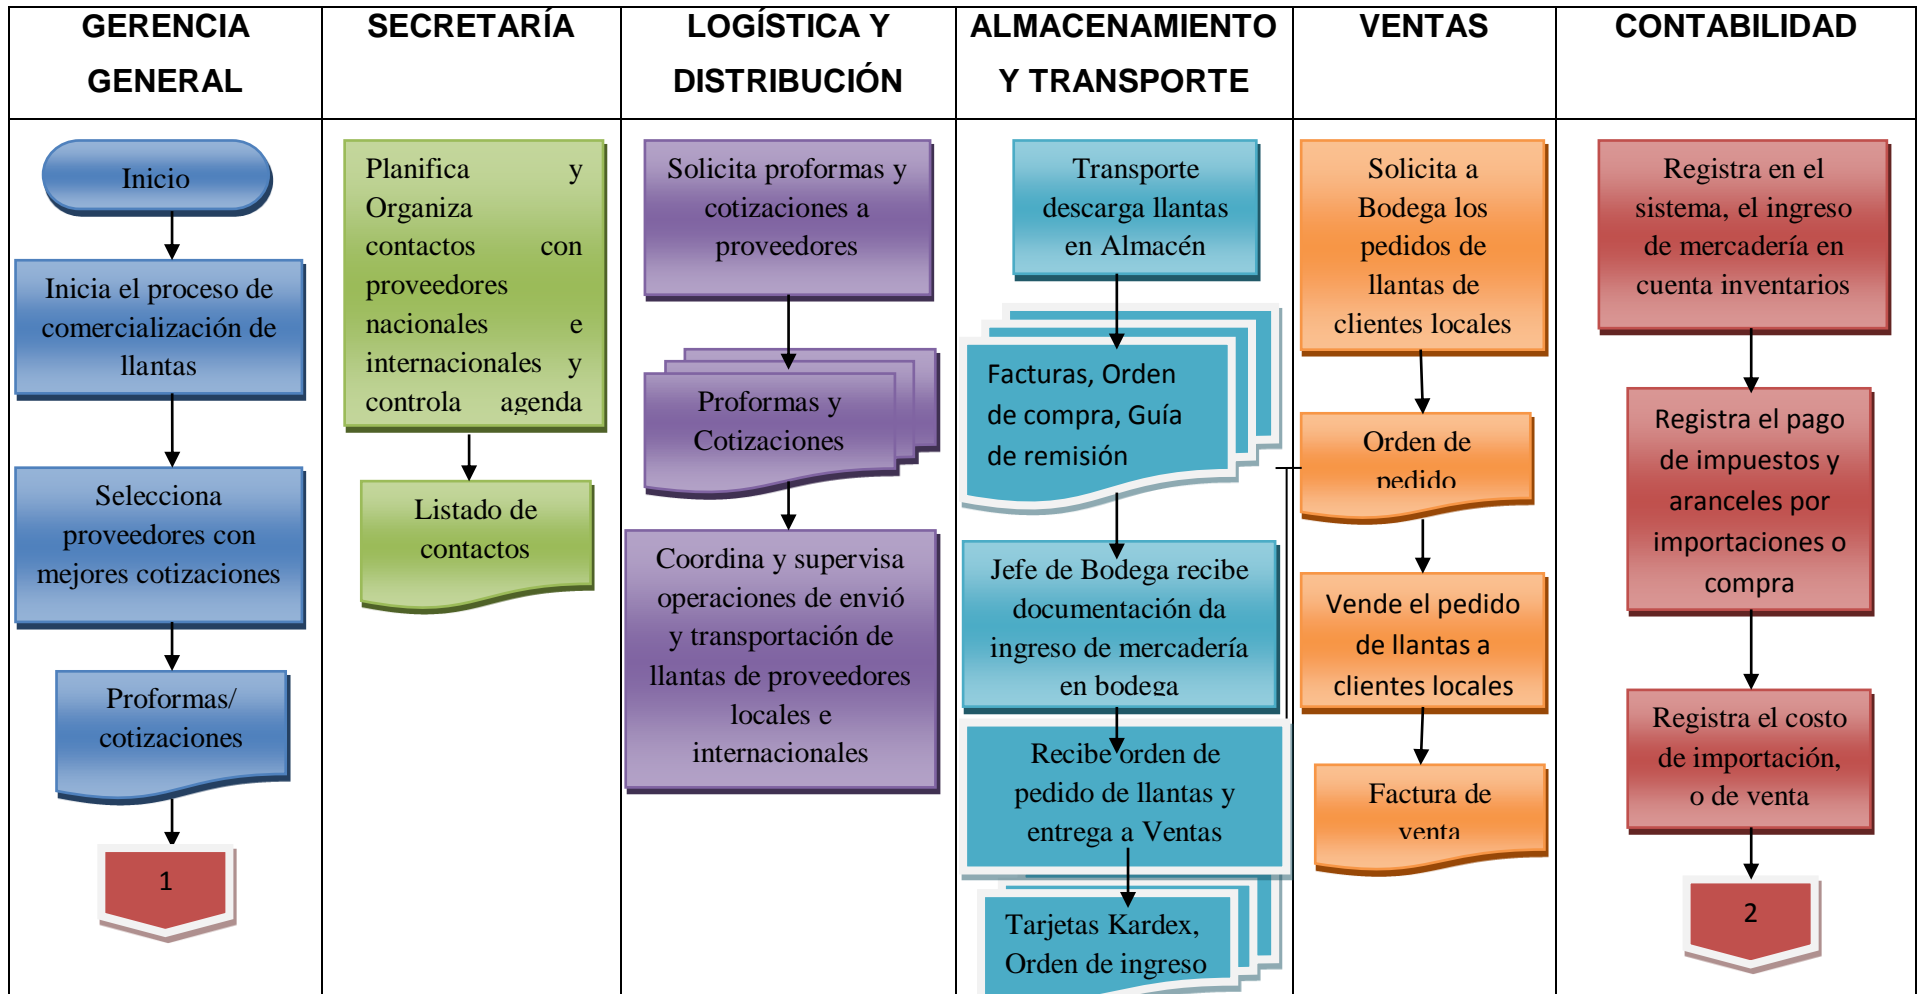 GERENCIA
GENERAL
SECRETARÍA
LOGÍSTICA Y
DISTRIBUCIÓN
ALMACENAMIENTO
Y TRANSPORTE
VENTAS
CONTABILIDAD
Inicio
Inicia el proceso de
comercialización de
llantas
Selecciona
proveedores con
mejores cotizaciones
Proformas/
cotizaciones
1
Planifica y
Organiza
contactos con
proveedores
nacionales e
internacionales y
controla agenda
Listado de
contactos
Solicita proformas y
cotizaciones a
proveedores
Proformas y
Cotizaciones
Coordina y supervisa
operaciones de envió
y transportación de
llantas de proveedores
locales e
internacionales
Transporte
descarga llantas
en Almacén
Facturas, Orden
de compra, Guía
de remisión
Jefe de Bodega recibe
documentación da
ingreso de mercadería
en bodega
Recibe orden de
pedido de llantas y
entrega a Ventas
Tarjetas Kardex,
Orden de ingreso
Solicita a
Bodega los
pedidos de
llantas de
clientes locales
Orden de
pedido
Vende el pedido
de llantas a
clientes locales
Factura de
venta
Registra en el
sistema, el ingreso
de mercadería en
cuenta inventarios
Registra el pago
de impuestos y
aranceles por
importaciones o
compra
Registra el costo
de importación,
o de venta
2